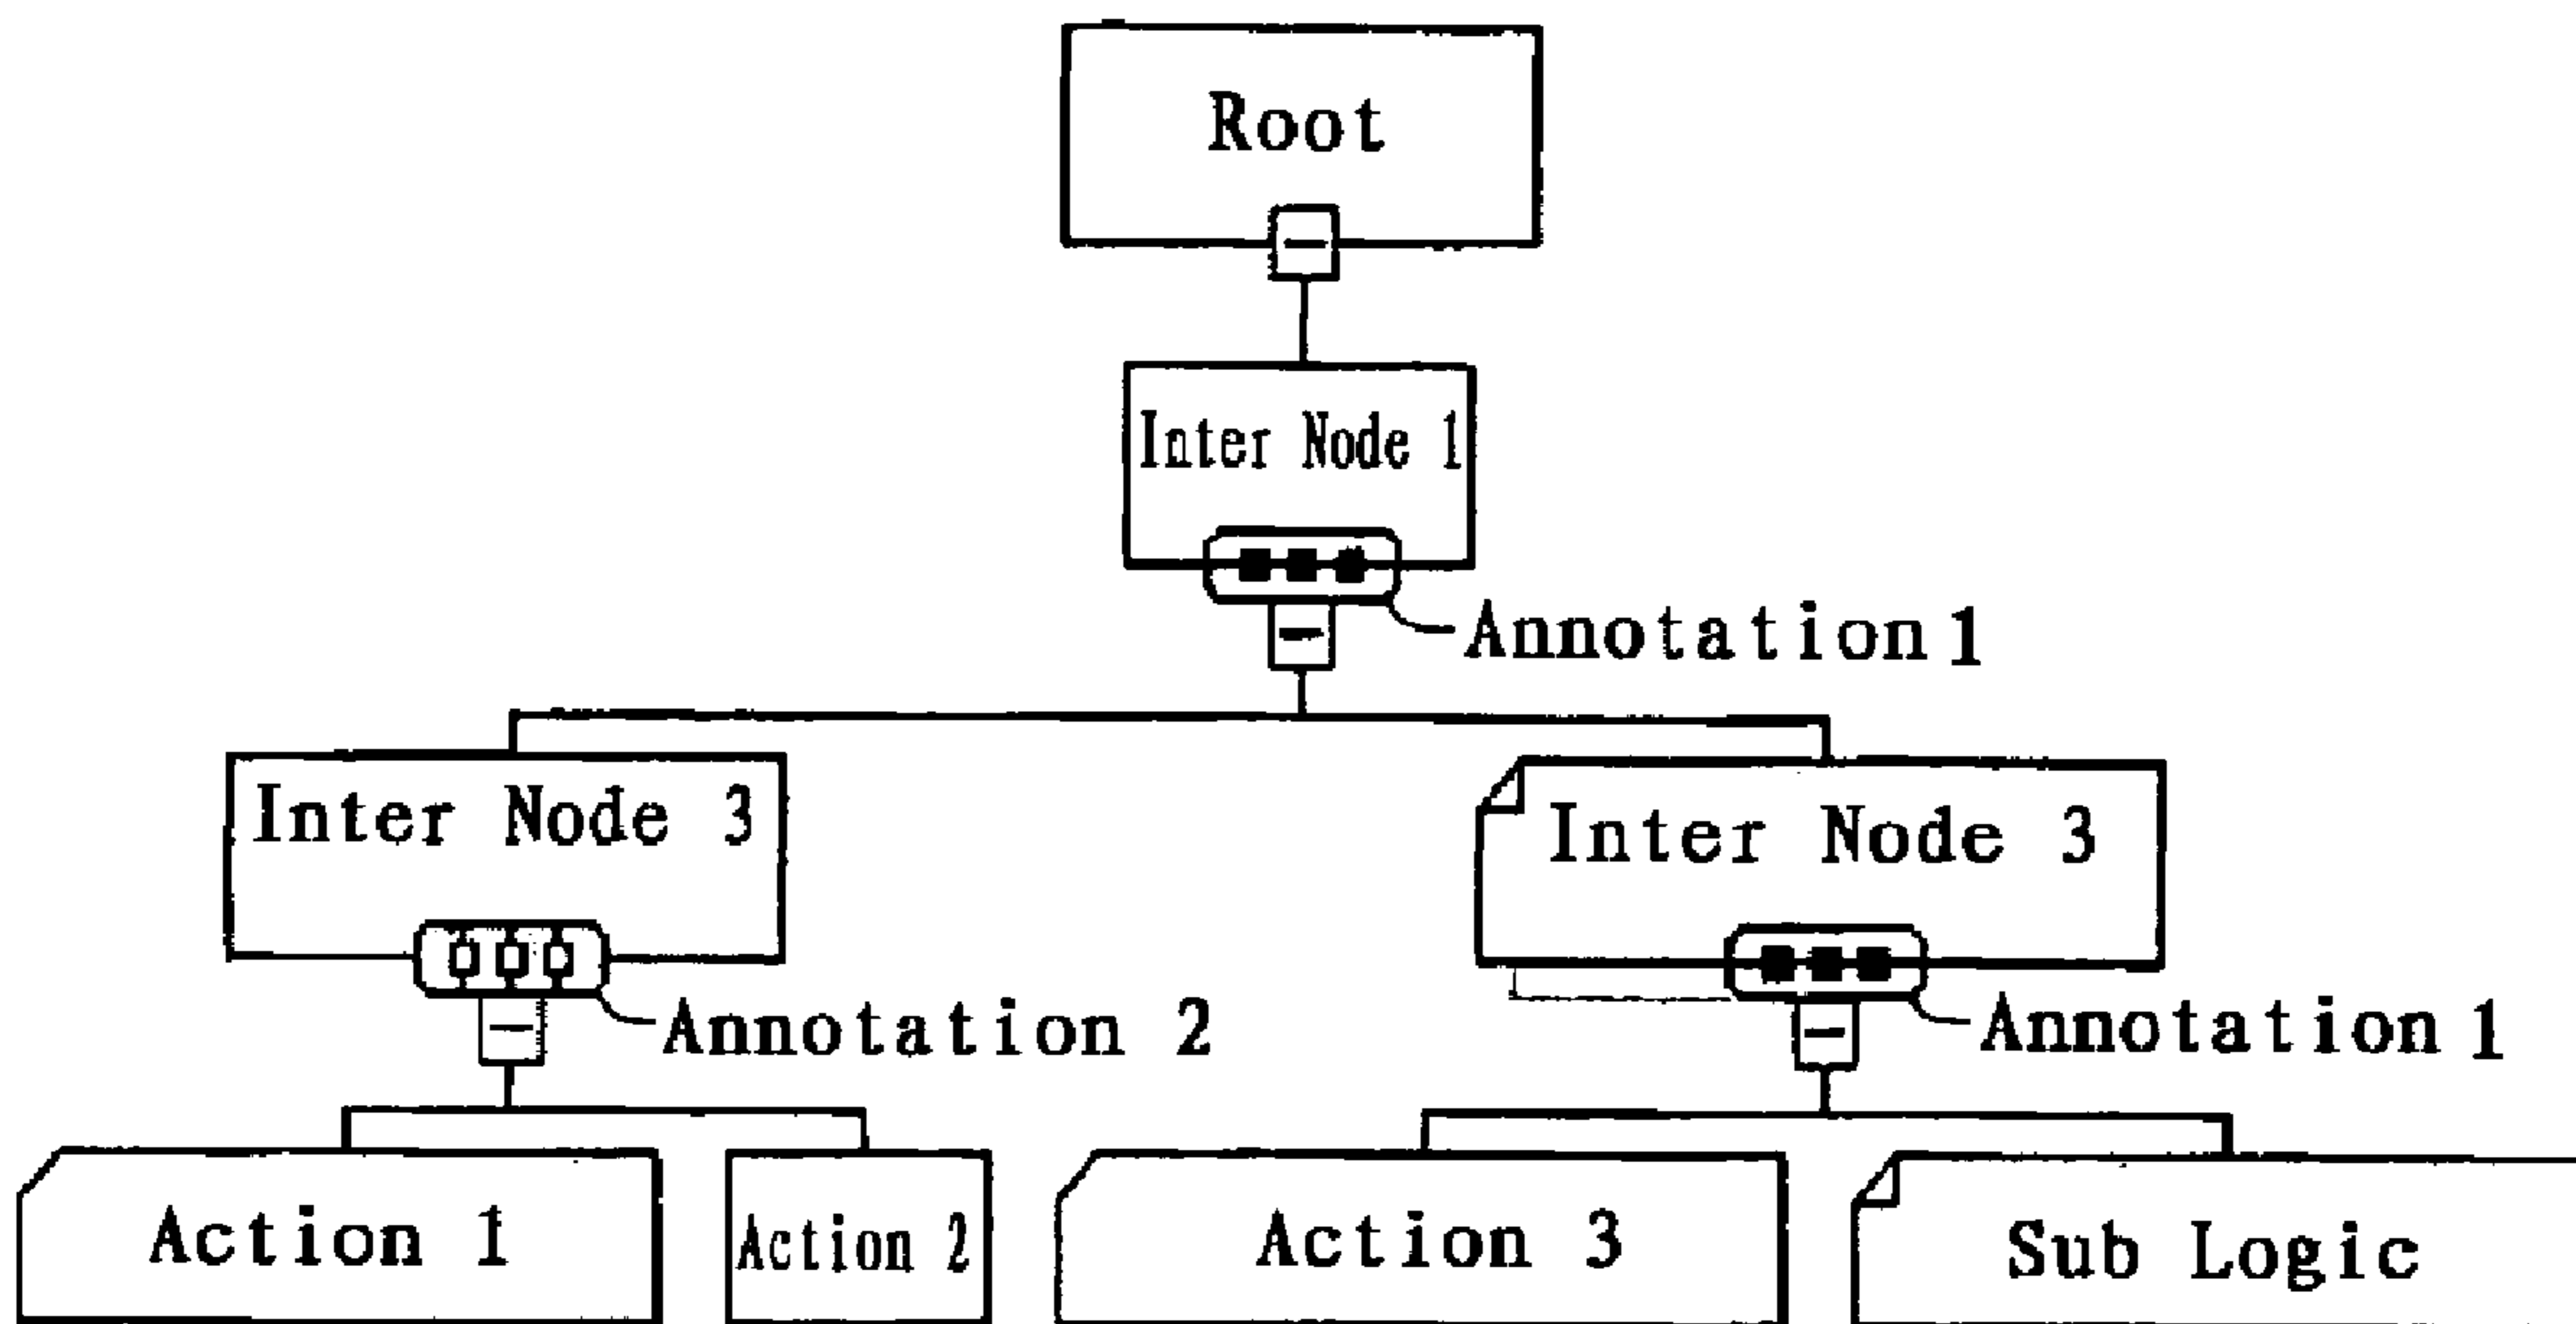 Root
Inter Node 1
Annotation 1
Inter Node 3
Inter Node 3
Annotation 2
Annotation 1
Action 1
Action 2
Action 3
Sub Logic